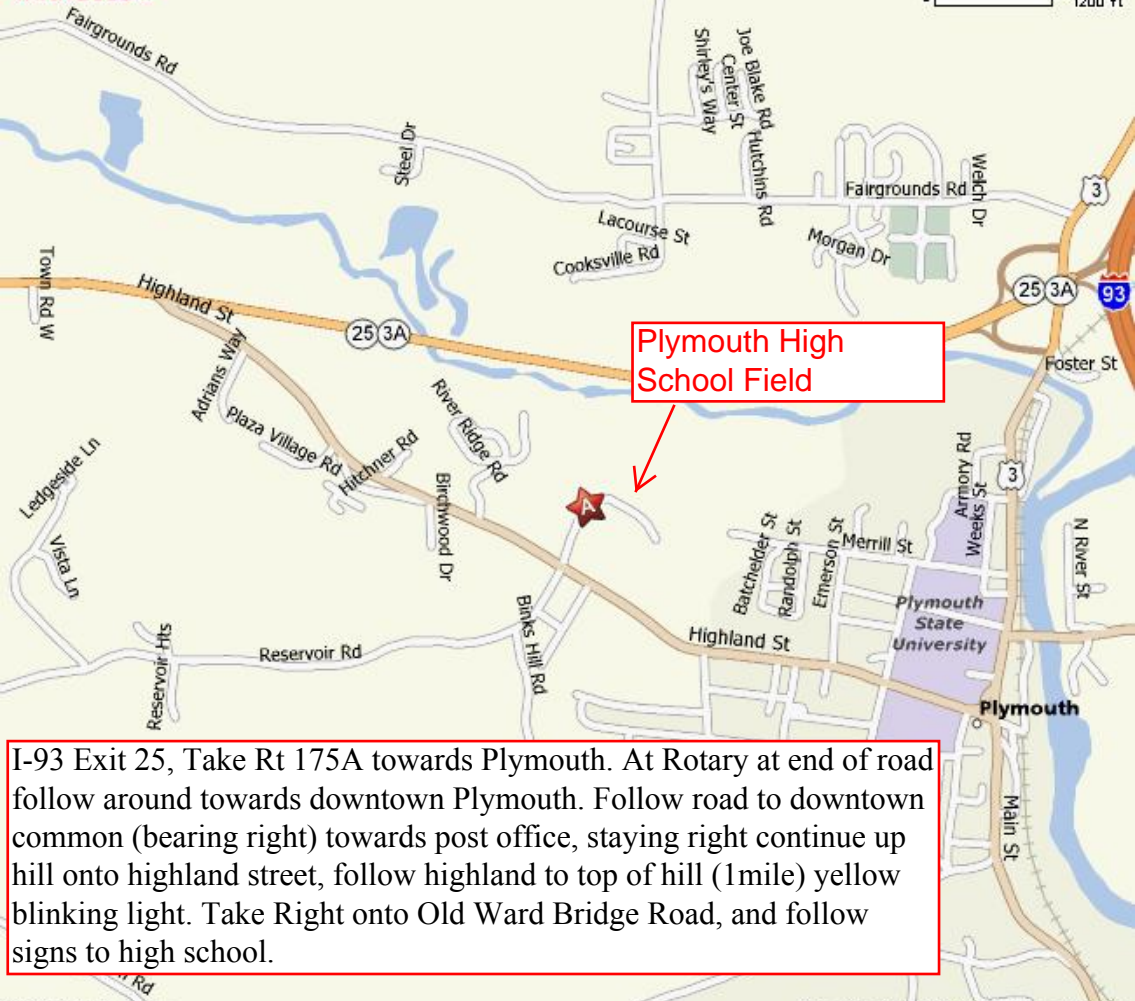 1200 Yt
Fairgrounds Rd
Shirley's Way
Center St
Joe Blake Rd
Hutchins Rd
Steel Dr
Fairgrounds Rd
Welch Dr
3
Lacourse St
Cooksville Rd
Morgan Dr
Town Rd W
Highland St
25 3A
93
25 3A
Plymouth High
School Field
Foster St
Adrians Way
River Ridge Rd
Plaza Village Rd
Hitchner Rd
Armory Rd
Weeks St
3
Ledgeside Ln
Birchwood Dr
A
Batchelder St
Randolph St
Emerson St
Merrill St
N River St
Vista Ln
Plymouth
State
University
Binks Hill Rd
Highland St
Reservoir Hts
Reservoir Rd
Plymouth
I-93 Exit 25, Take Rt 175A towards Plymouth. At Rotary at end of road
follow around towards downtown Plymouth. Follow road to downtown
common (bearing right) towards post office, staying right continue up
hill onto highland street, follow highland to top of hill (1mile) yellow
blinking light. Take Right onto Old Ward Bridge Road, and follow
signs to high school.
Main St
Rd